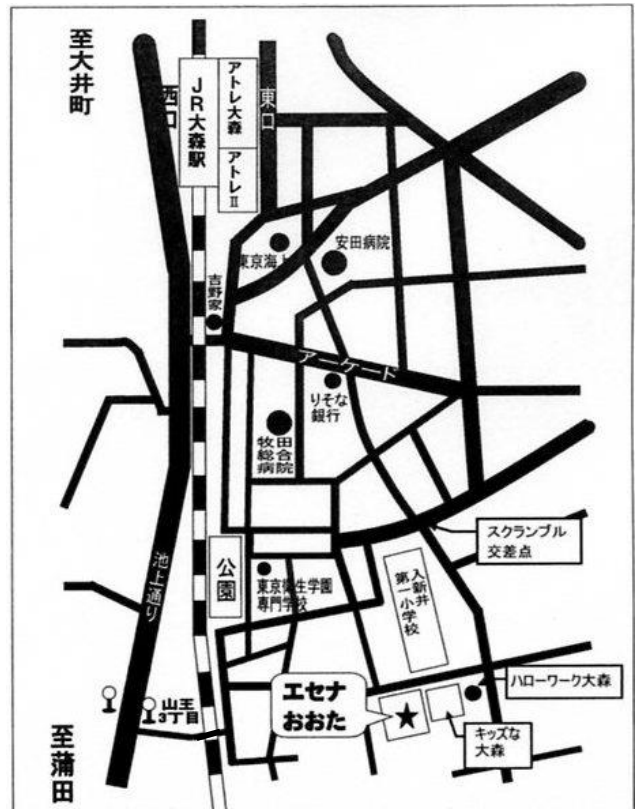 至大井町
西口
JR大森駅
アトレ大森
アトレⅡ
東口
東京海上
安田病院
吉野家
アーケード
りそな
銀行
牧田
総合
病院
スクランブル
交差点
公園
東京衛生学園
専門学校
入新井
第一小学校
池上通り
ハローワーク大森
エセナ
おおた
キッズな
大森
山王
3丁目
至蒲田